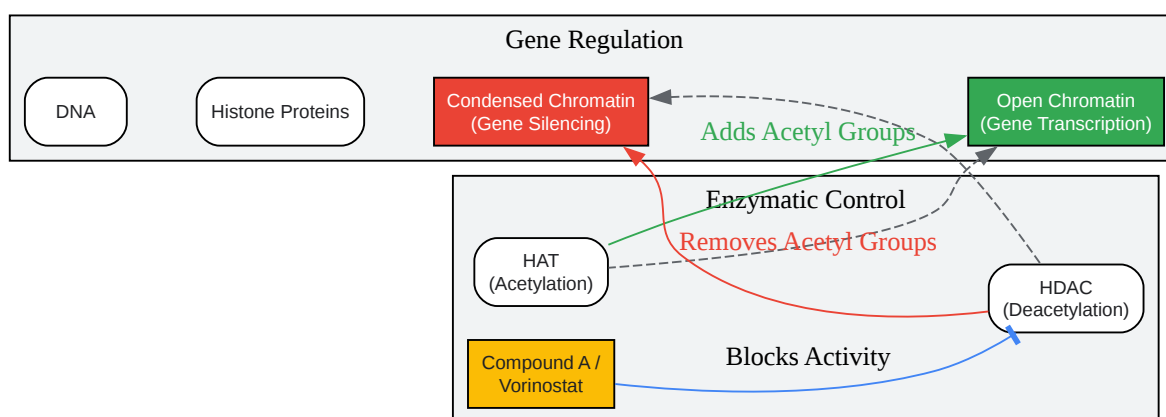 Gene Regulation
DNA
Histone Proteins
Condensed Chromatin
(Gene Silencing)
Open Chromatin
(Gene Transcription)
Adds Acetyl Groups
Enzymatic Control
Removes Acetyl Groups
HAT
(Acetylation)
HDAC
(Deacetylation)
Blocks Activity
Compound A /
Vorinostat